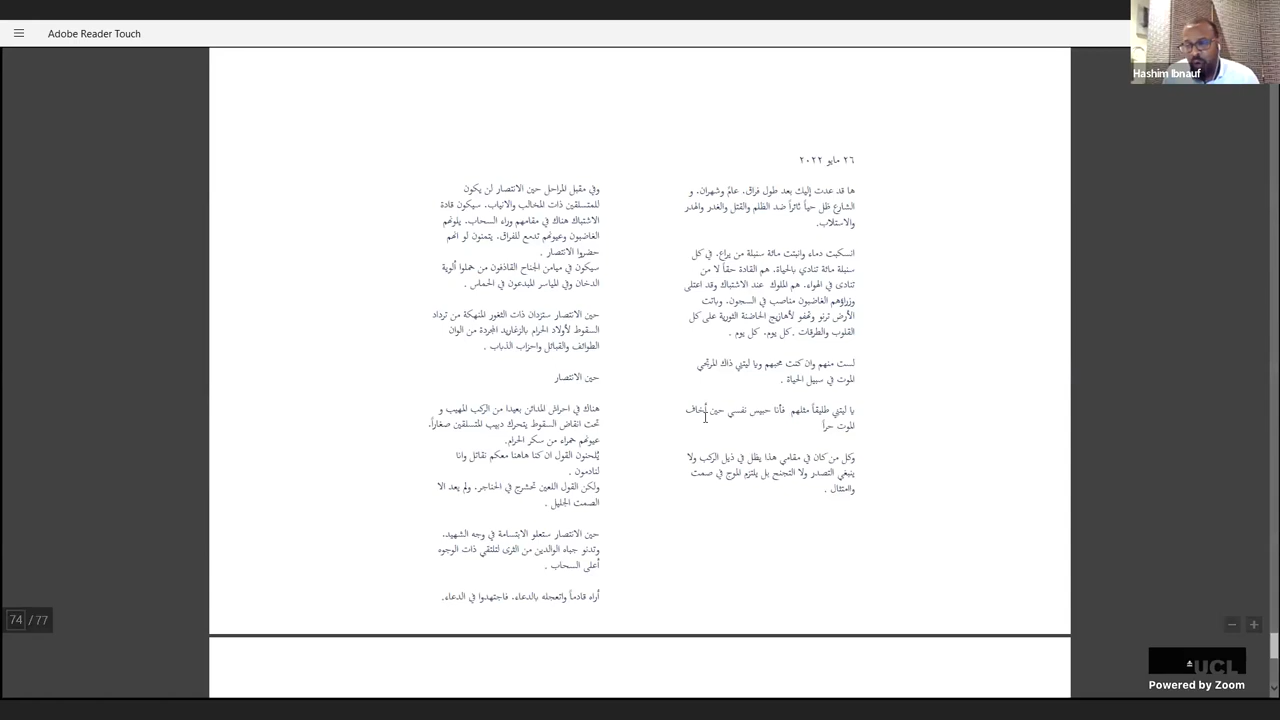 Adobe Reader Touch
Hashim Ibnauf
٢٦ مايو ٢٠٢٢
ها قد عدت إليك بعد طول فراق. عامٌ وشهران. و
الشارع ظل حياً ثائراً ضد الظلم والقتل والغدر والهدر
والاستلاب.
انسكبت دماء وانبتت مائة سنبلة من يراع. في كل
سنبلة مائة تنادي بالحياة. هم القادة حقاً لا من
تنادى في الهواء. هم الملوك عند الاشتباك وقد اعتلى
وزراؤهم الغاضبون مناصب في السجون. وباتت
الأرض ترنو وتهفو لأهازيج الحاضنة الثورية على كل
القلوب والطرقات .كل يوم. كل يوم .
لست منهم وان كنت محبهم ويا ليتني ذاك المرتجي
للموت في سبيل الحياة .
يا ليتني طليقاً مثلهم فأنا حبيس نفسي حين أخاف
الموت حراً
وكل من كان في مقامي هذا يظل في ذيل الركب ولا
ينبغي التصدر ولا التجنح بل يلتزم الموج في صمت
واامتثال .
وفي مقبل المراحل حين الانتصار لن يكون
للمتسلقين ذات المخالب والانياب. سيكون قادة
الاشتباك هناك في مقامهم وراء السحاب. يلونهم
الغاضبون وعيونهم تدمع للفراق. يتمنون لو انهم
حضروا الانتصار .
سيكون في ميامن الجناح القاذفون من حملوا ألوية
الدخان وفي المياسر المبدعون في الحماس .
حين الانتصار ستزدان ذات الثغور المنهكة من ترداد
السقوط لأولاد الحرام بالزغاريد المجردة من الوان
الطوائف والقبائل واحزاب الذباب .
حين الانتصار
هناك في احراش المدائن بعيدا من الركب المهيب و
تحت انقاض السقوط يتحرك دبيب المتسلقين صغاراً.
عيونهم حمراء من سكر الحرام.
يُلحنون القول ان كنا هاهنا معكم نقاتل وانا
لنادمون .
ولكن القول اللعين تحشرج في الحناجر. ولم يعد الا
الصمت الجليل .
حين الانتصار ستعلو الابتسامة في وجه الشهيد.
وتدنو جباه الوالدين من الثرى لتلتقي ذات الوجوه
أعلى السحاب .
أراه قادماً واتعجله بالدعاء. فاجتهدوا في الدعاء.
74 / 77
UCL
Powered by Zoom